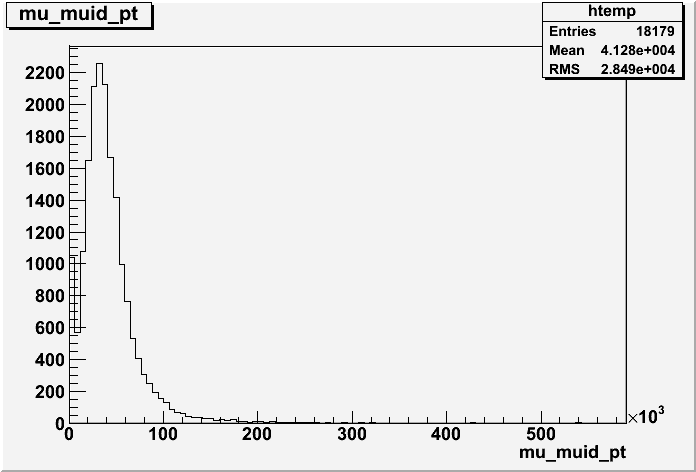 mu_muid_pt
htemp
Entries 18179
Mean 4.128e+004
RMS 2.849e+004
2200
2000
1800
1600
1400
1200
1000
800
600
400
200
0
0 100 200 300 400 500
×10³
mu_muid_pt